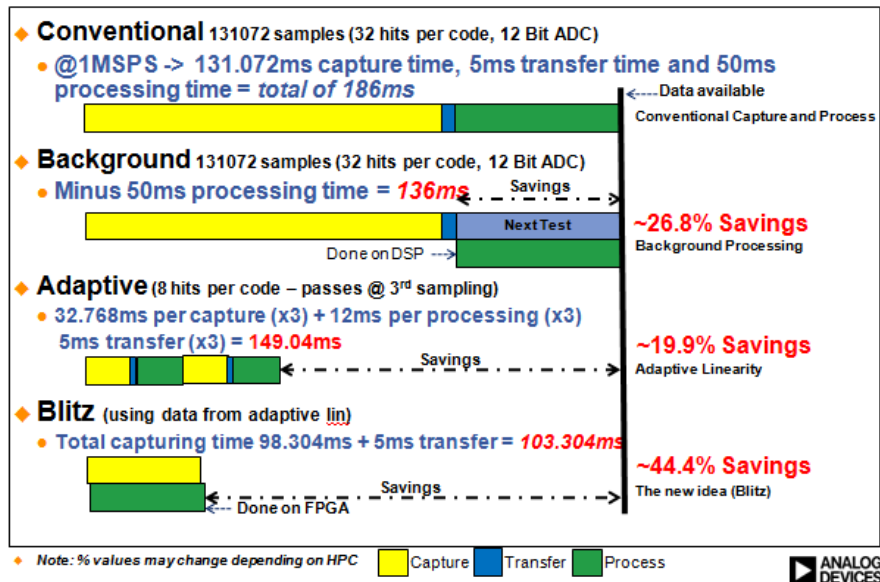 ◆ Conventional 131072 samples (32 hits per code, 12 Bit ADC)
• @1MSPS -> 131.072ms capture time, 5ms transfer time and 50ms
processing time = total of 186ms
Data available
Conventional Capture and Process
◆ Background 131072 samples (32 hits per code, 12 Bit ADC)
• Minus 50ms processing time = 136ms
Savings
Next Test
~26.8% Savings
Background Processing
Done on DSP
◆ Adaptive (8 hits per code – passes @ 3rd sampling)
• 32.768ms per capture (x3) + 12ms per processing (x3)
5ms transfer (x3) = 149.04ms
Savings
~19.9% Savings
Adaptive Linearity
◆ Blitz (using data from adaptive lin)
• Total capturing time 98.304ms + 5ms transfer = 103.304ms
Savings
~44.4% Savings
The new idea (Blitz)
Done on FPGA
◆ Note: % values may change depending on HPC
Capture
Transfer
Process
ANALOG
DEVICES